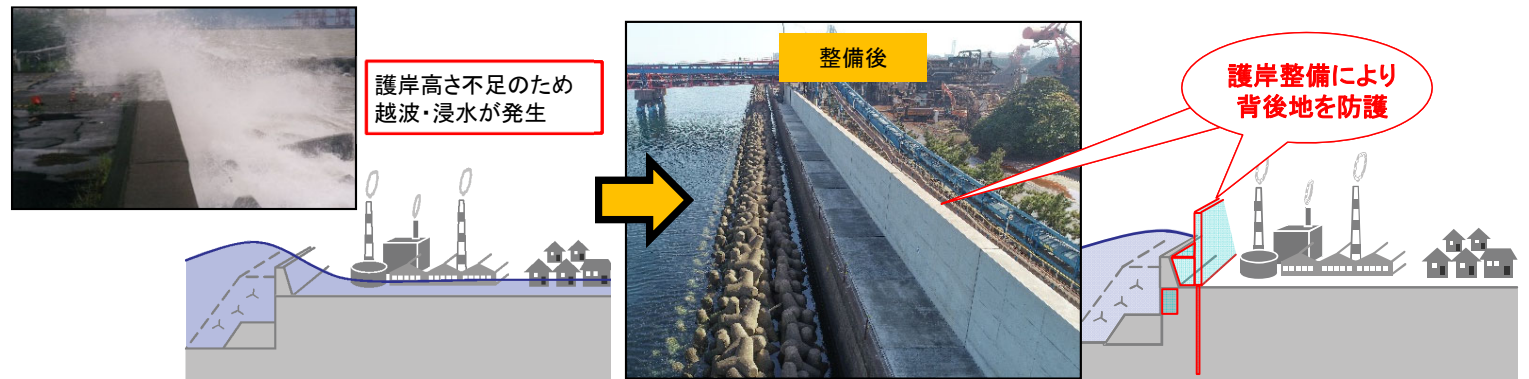 護岸高さ不足のため
越波・浸水が発生
整備後
護岸整備により
背後地を防護